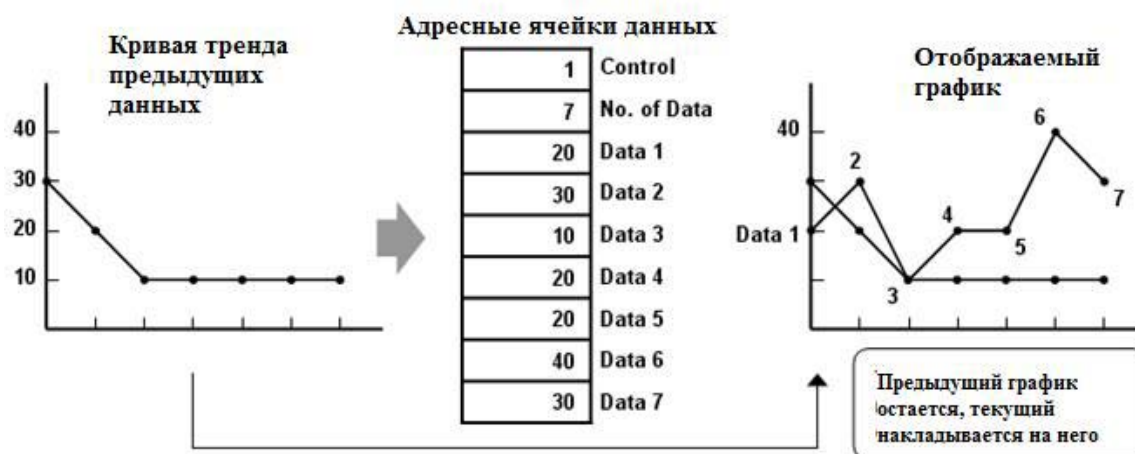 Кривая тренда
предыдущих
данных
40
30
20
10
Адресные ячейки данных
1 Control
7 No. of Data
20 Data 1
30 Data 2
10 Data 3
20 Data 4
20 Data 5
40 Data 6
30 Data 7
Отображаемый
график
40
Data 1
2
3
4
5
6
7
Предыдущий график
остается, текущий
накладывается на него